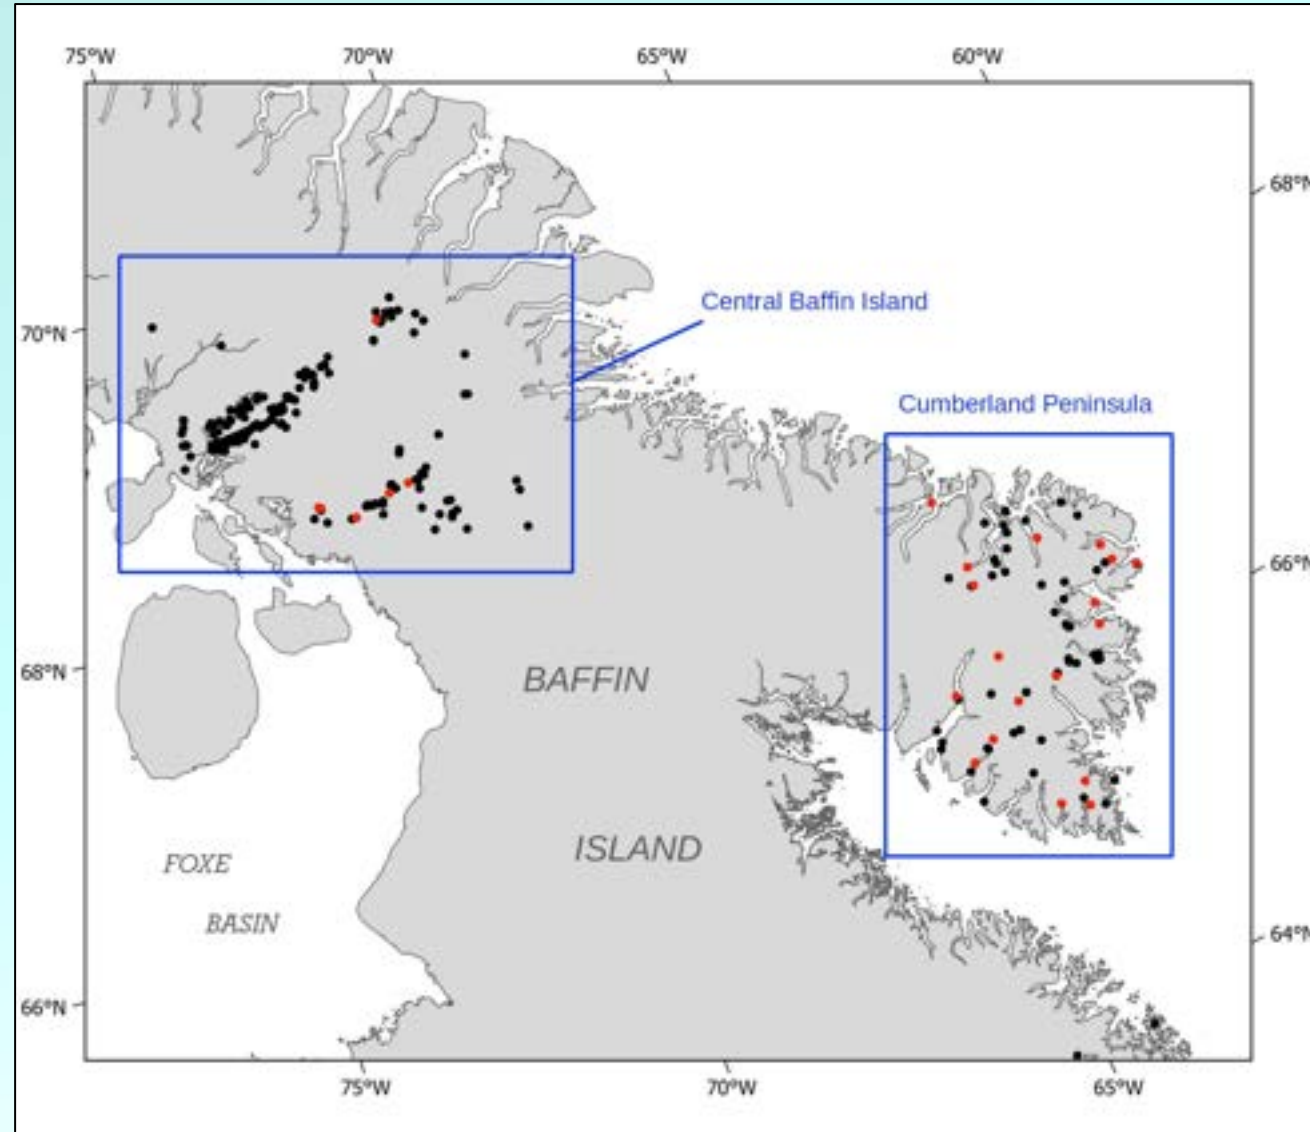 75°W 70°W 65°W 60°W
68°N
Central Baffin Island
70°N
Cumberland Peninsula
66°N
68°N
BAFFIN
ISLAND
FOXE
BASIN
64°N
66°N
75°W 70°W 65°W